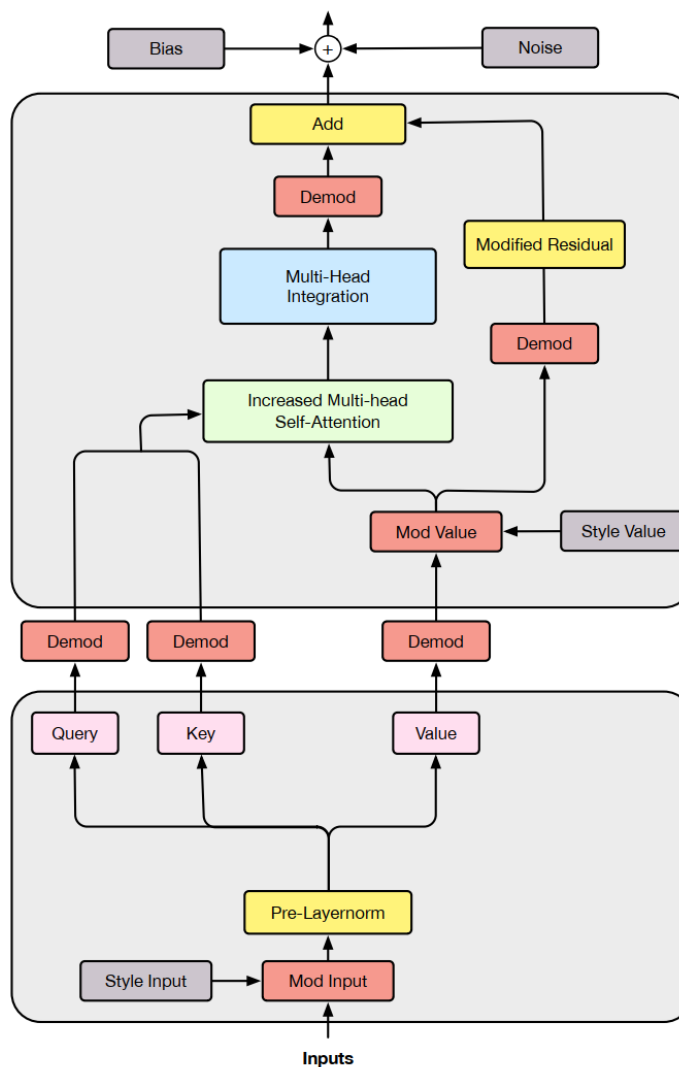 Bias
Noise
+
Add
Demod
Modified Residual
Multi-Head
Integration
Demod
Increased Multi-head
Self-Attention
Mod Value
Style Value
Demod
Demod
Demod
Query
Key
Value
Pre-Layernorm
Style Input
Mod Input
Inputs